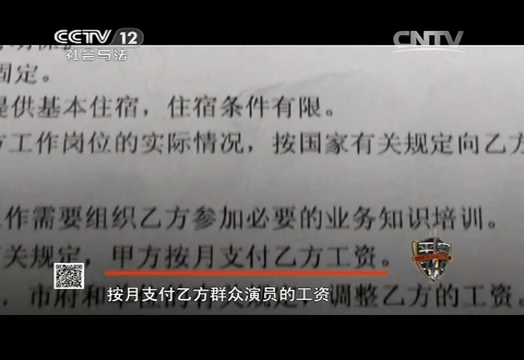 CCTV 12
社会与法
CNTV
固定。
提供基本住宿，住宿条件有限。
方工作岗位的实际情况，按国家有关规定向乙方
工作需要组织乙方参加必要的业务知识培训。
有关规定，甲方按月支付乙方工资。
按月支付乙方群众演员的工资
市府和
调整乙方的工资。